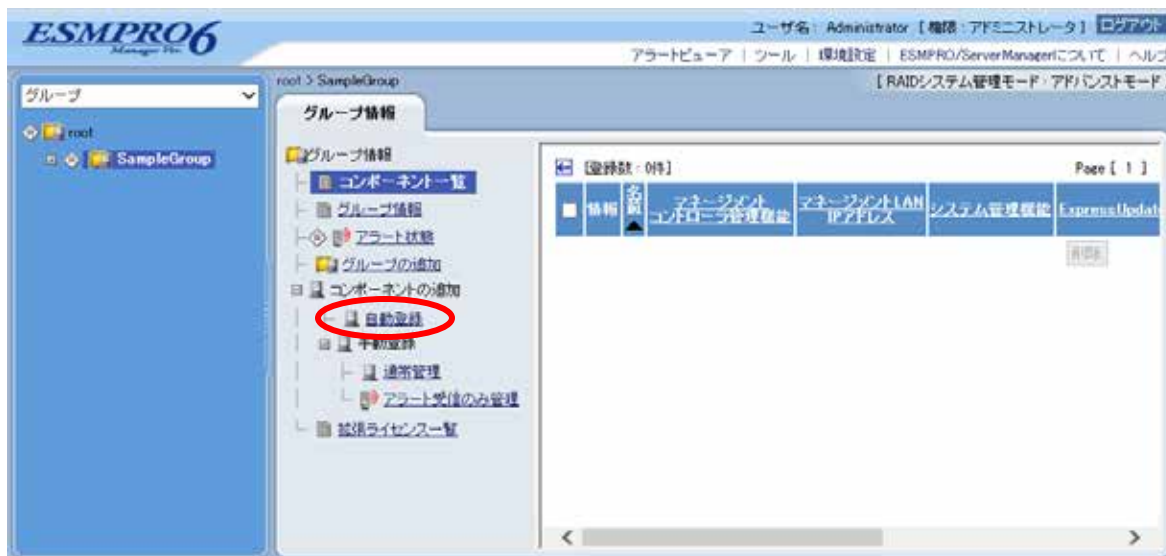 ESMPRO6
Manager Ver.
ユーザ名: Administrator [ 権限 : アドミニストレータ ] ログアウト
アラートビューア | ツール | 環境設定 | ESMPRO/ServerManagerについて | ヘルプ
グループ
root
SampleGroup
root > SampleGroup
[ RAIDシステム管理モード : アドバンストモード
グループ情報
グループ情報
コンポーネント一覧
グループ情報
アラート状態
グループの追加
コンポーネントの追加
自動登録
手動登録
通常管理
アラート受信のみ管理
拡張ライセンス一覧
[登録数 : 0件]
Page [ 1 ]
情報
名前▲
マネージメント
コントローラ管理機能
マネージメントLAN
IPアドレス
システム管理機能
ExpressUpdat
削除